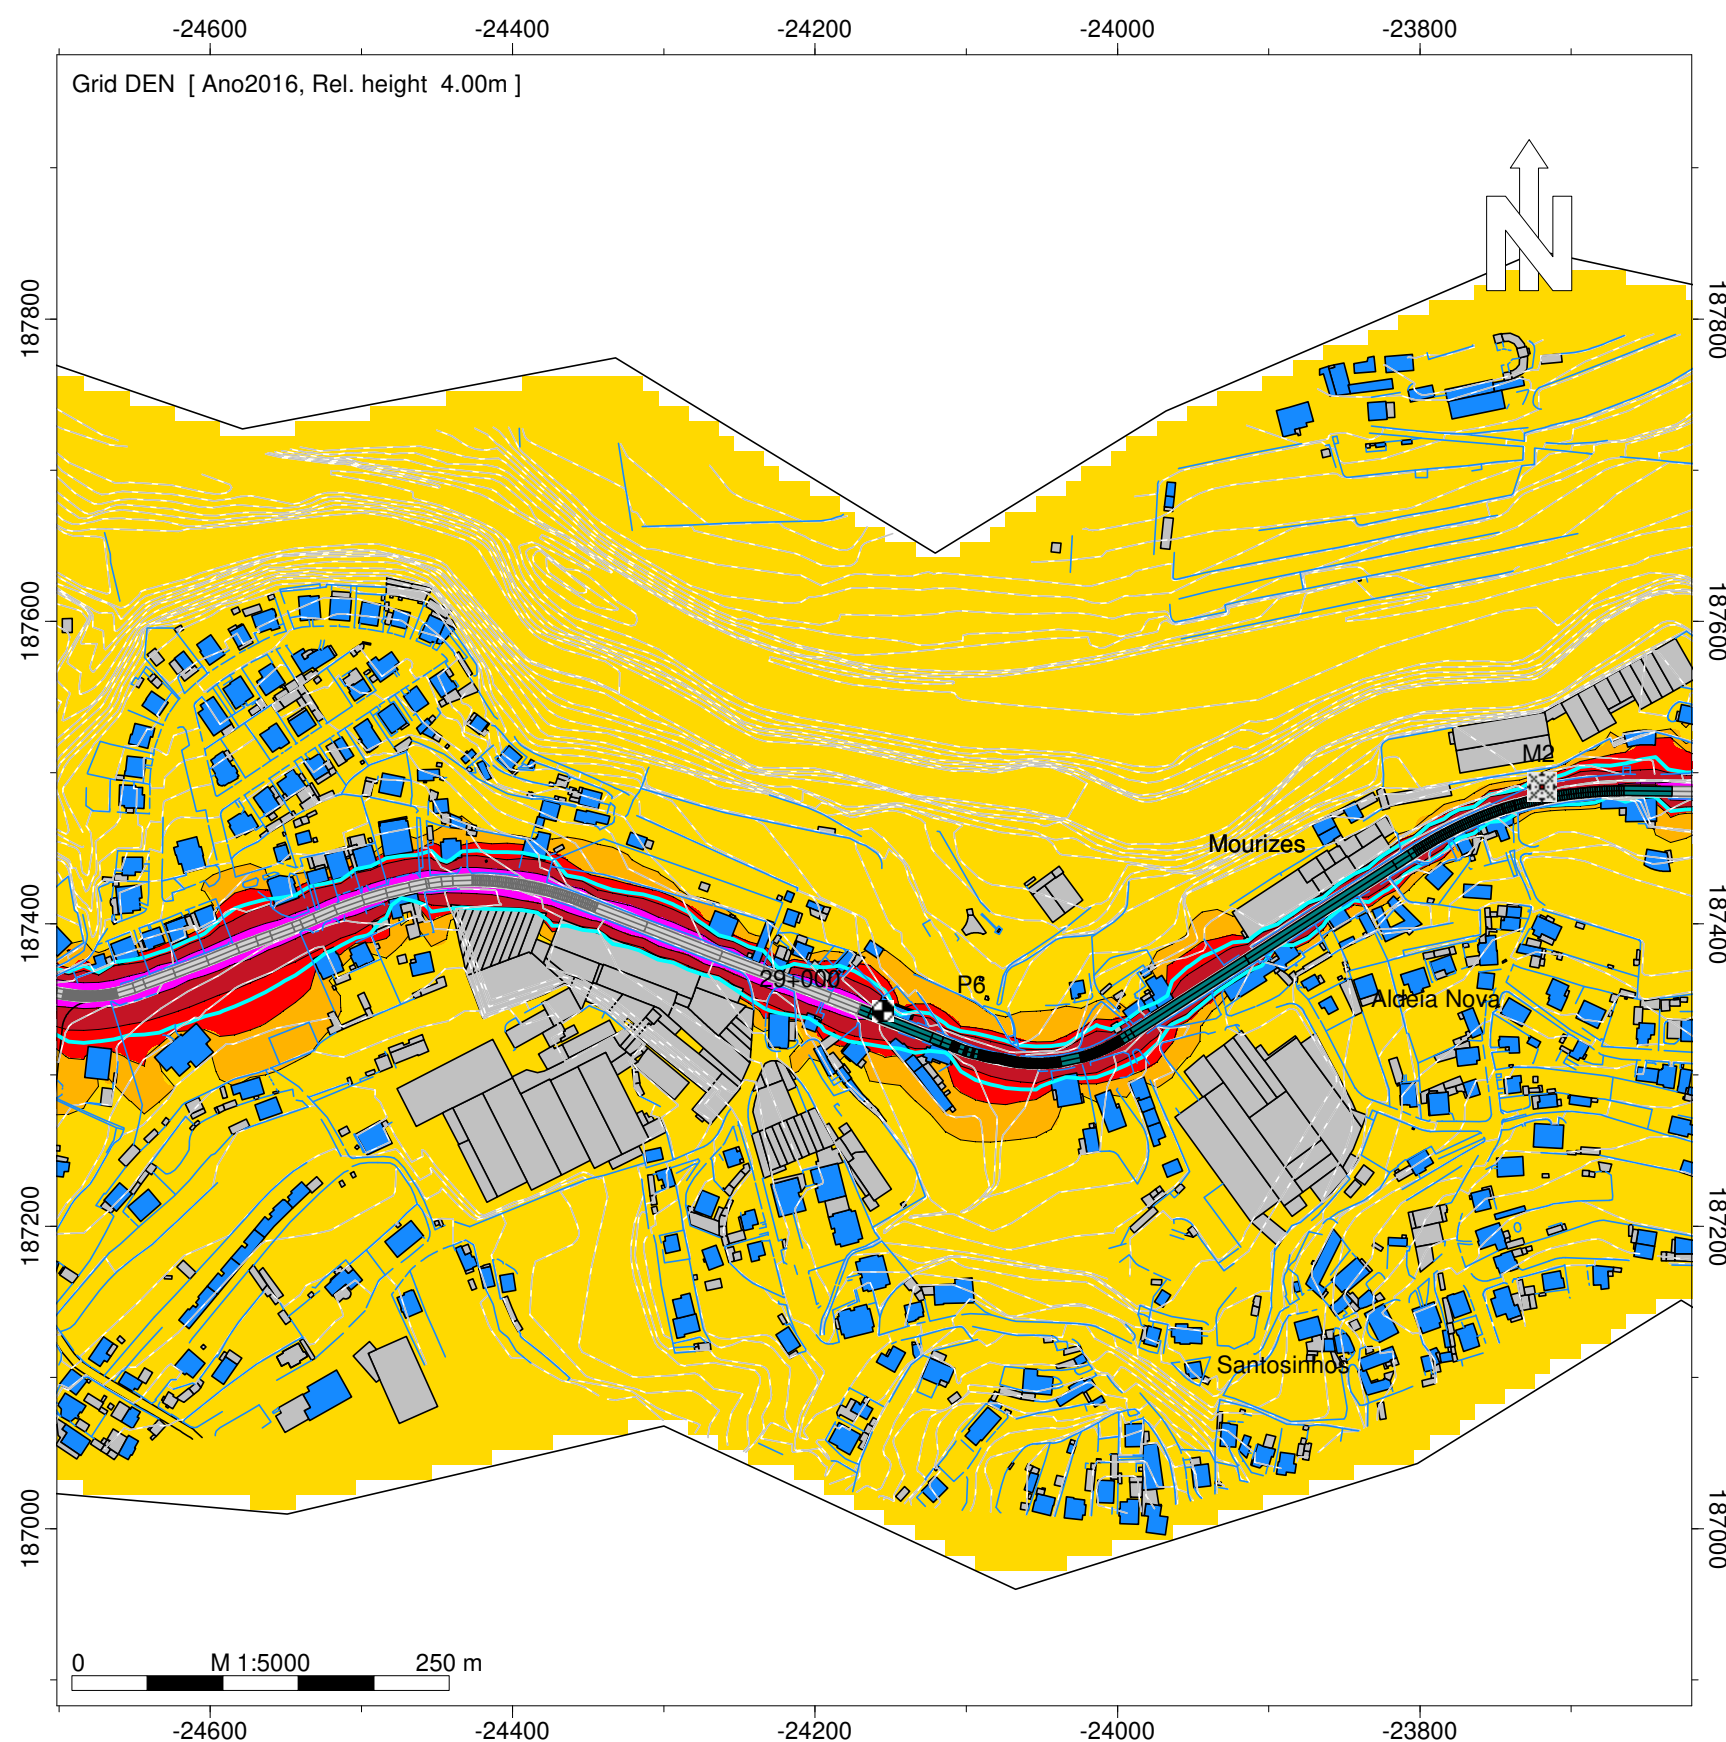 -24600 -24400 -24200 -24000 -23800
Grid DEN [ Ano2016, Rel. height 4.00m ]
N
187800 187800
187600 187600
M2
Mourizes
187400 187400
29+000
P6
Aldeia Nova
187200 187200
Santosinhos
187000 187000
0 M 1:5000 250 m
-24600 -24400 -24200 -24000 -23800